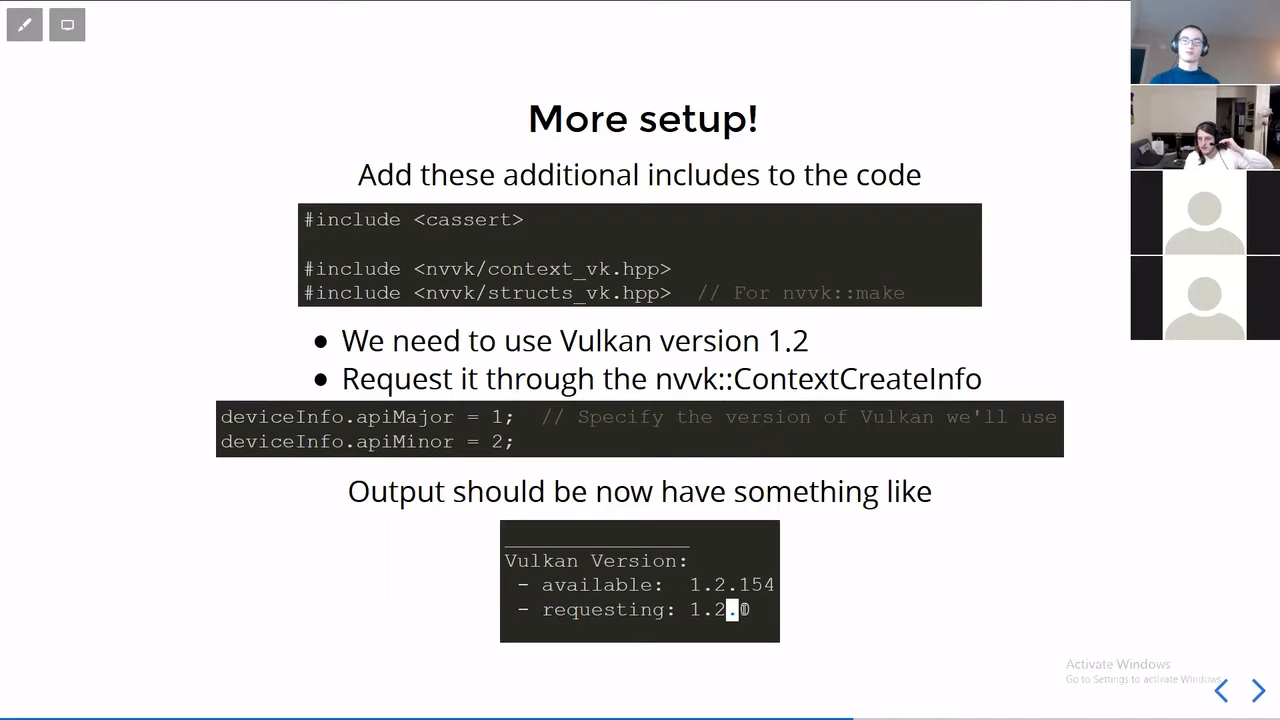 More setup!
Add these additional includes to the code
#include <cassert>
#include <nvvk/context_vk.hpp>
#include <nvvk/structs_vk.hpp>  // For nvvk::make
• We need to use Vulkan version 1.2
• Request it through the nvvk::ContextCreateInfo
deviceInfo.apiMajor = 1;  // Specify the version of Vulkan we'll use
deviceInfo.apiMinor = 2;
Output should be now have something like
_______________
Vulkan Version:
- available:  1.2.154
- requesting: 1.2.0
Activate Windows
Go to Settings to activate Windows.